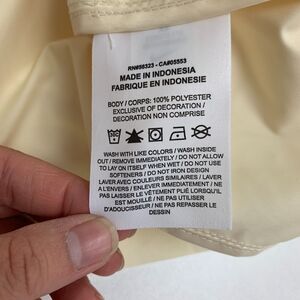 RN#56323 - CA#05553
MADE IN INDONESIA
FABRIQUE EN INDONESIE
BODY / CORPS: 100% POLYESTER
EXCLUSIVE OF DECORATION /
DECORATION NON COMPRISE
WASH WITH LIKE COLORS / WASH INSIDE
OUT / REMOVE IMMEDIATELY / DO NOT ALLOW
TO LAY ON ITSELF WHEN WET / DO NOT USE
SOFTENERS / DO NOT IRON DESIGN
LAVER AVEC COULEURS SIMILAIRES / LAVER
A L'ENVERS / ENLEVER IMMEDIATEMENT / NE
PAS LAISSER LE VÊTEMENT PLIÉ LORSQU'IL
EST MOUILLÉ / NE PAS UTILISER
D'ADOUCISSEUR / NE PAS REPASSER LE
DESSIN